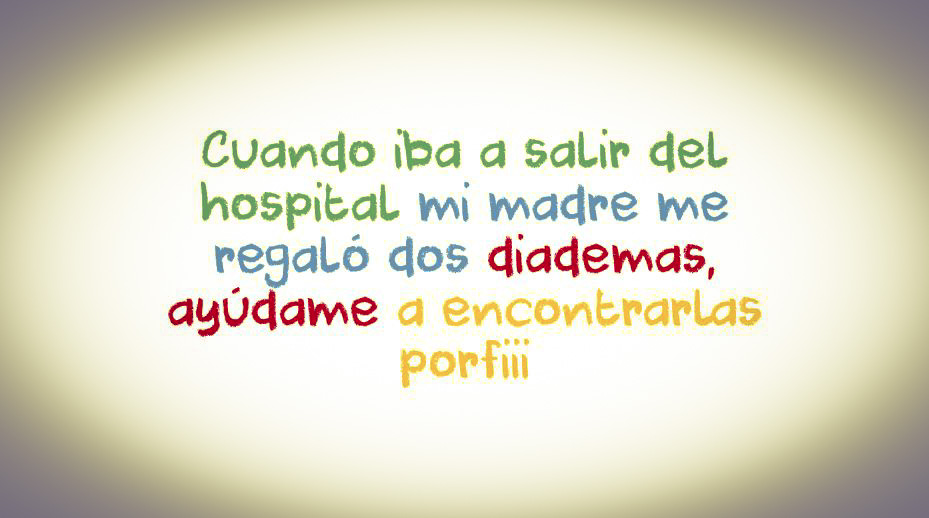 Cuando iba a salir del
hospital mi madre me
regaló dos diademas,
ayúdame a encontrarlas
porfiii